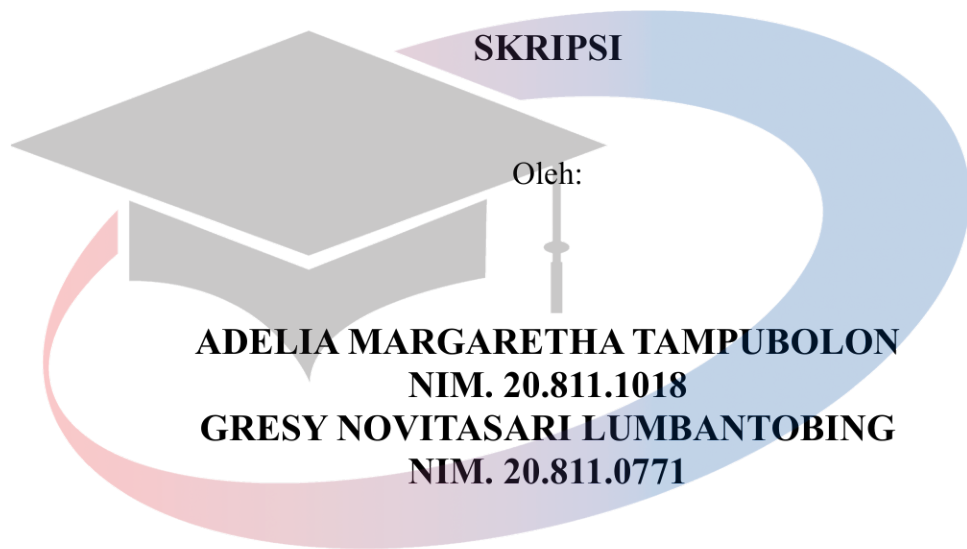 SKRIPSI
Oleh:
ADELIA MARGARETHA TAMPUBOLON
NIM. 20.811.1018
GRESY NOVITASARI LUMBANTOBING
NIM. 20.811.0771